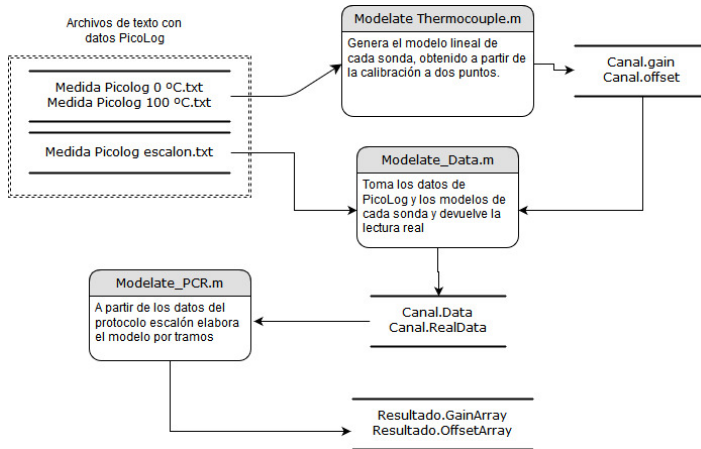 Archivos de texto con
datos PicoLog
Medida Picolog 0 ºC.txt
Medida Picolog 100 ºC.txt
Medida Picolog escalon.txt
Modelate Thermocouple.m
Genera el modelo lineal de
cada sonda, obtenido a partir de
la calibración a dos puntos.
Canal.gain
Canal.offset
Modelate_Data.m
Toma los datos de
PicoLog y los modelos de
cada sonda y devuelve la
lectura real
Modelate_PCR.m
A partir de los datos del
protocolo escalón elabora
el modelo por tramos
Canal.Data
Canal.RealData
Resultado.GainArray
Resultado.OffsetArray